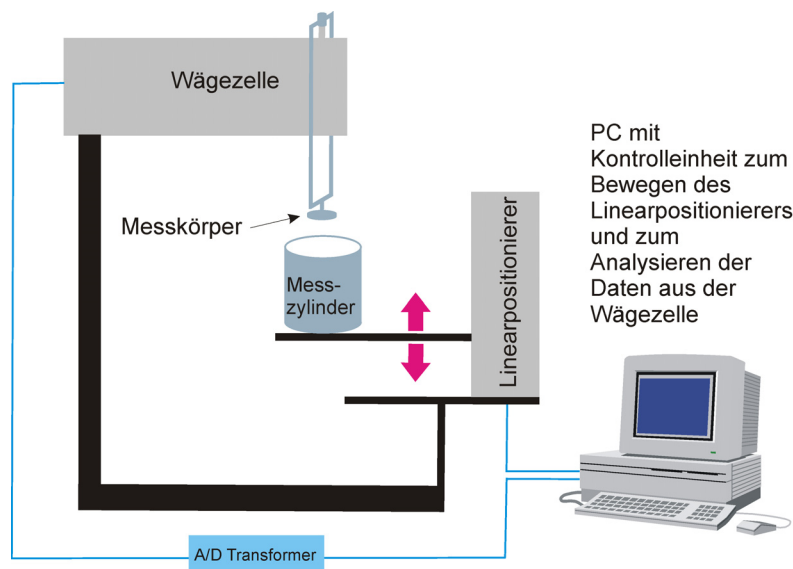 Wägezelle
Messkörper
Mess-
zylinder
Linearpositionierer
PC mit
Kontrolleinheit zum
Bewegen des
Linearpositionierers
und zum
Analysieren der
Daten aus der
Wägezelle
A/D Transformer